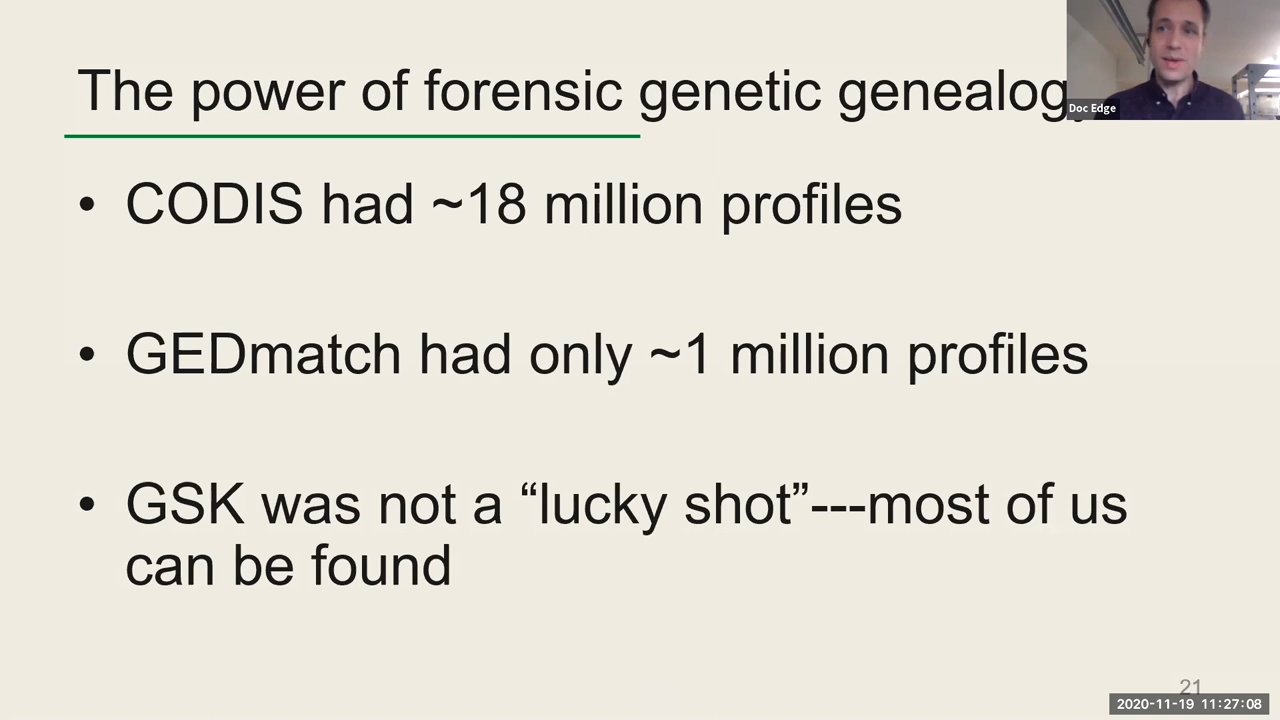 The power of forensic genetic genealogy
Doc Edge
• CODIS had ~18 million profiles
• GEDmatch had only ~1 million profiles
• GSK was not a “lucky shot”---most of us
can be found
21
2020-11-19 11:27:08